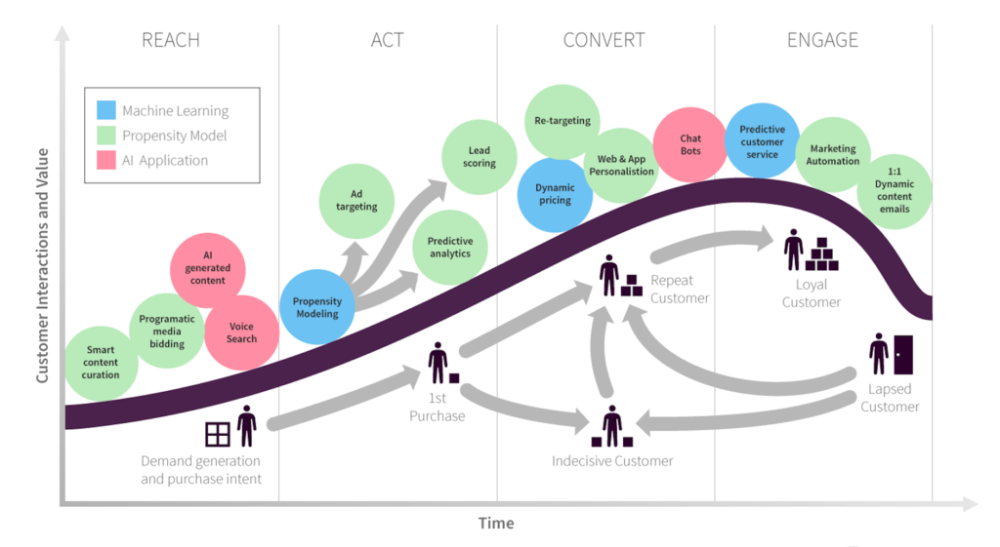 REACH
ACT
CONVERT
ENGAGE
Machine Learning
Propensity Model
AI Application
Customer Interactions and Value
Smart
content
curation
Programatic
media
bidding
AI
generated
content
Voice
Search
Propensity
Modeling
Ad
targeting
Lead
scoring
Predictive
analytics
Re-targeting
Dynamic
pricing
Web & App
Personalistion
Chat
Bots
Predictive
customer
service
Marketing
Automation
1:1
Dynamic
content
emails
Demand generation
and purchase intent
1st
Purchase
Repeat
Customer
Indecisive Customer
Loyal
Customer
Lapsed
Customer
Time